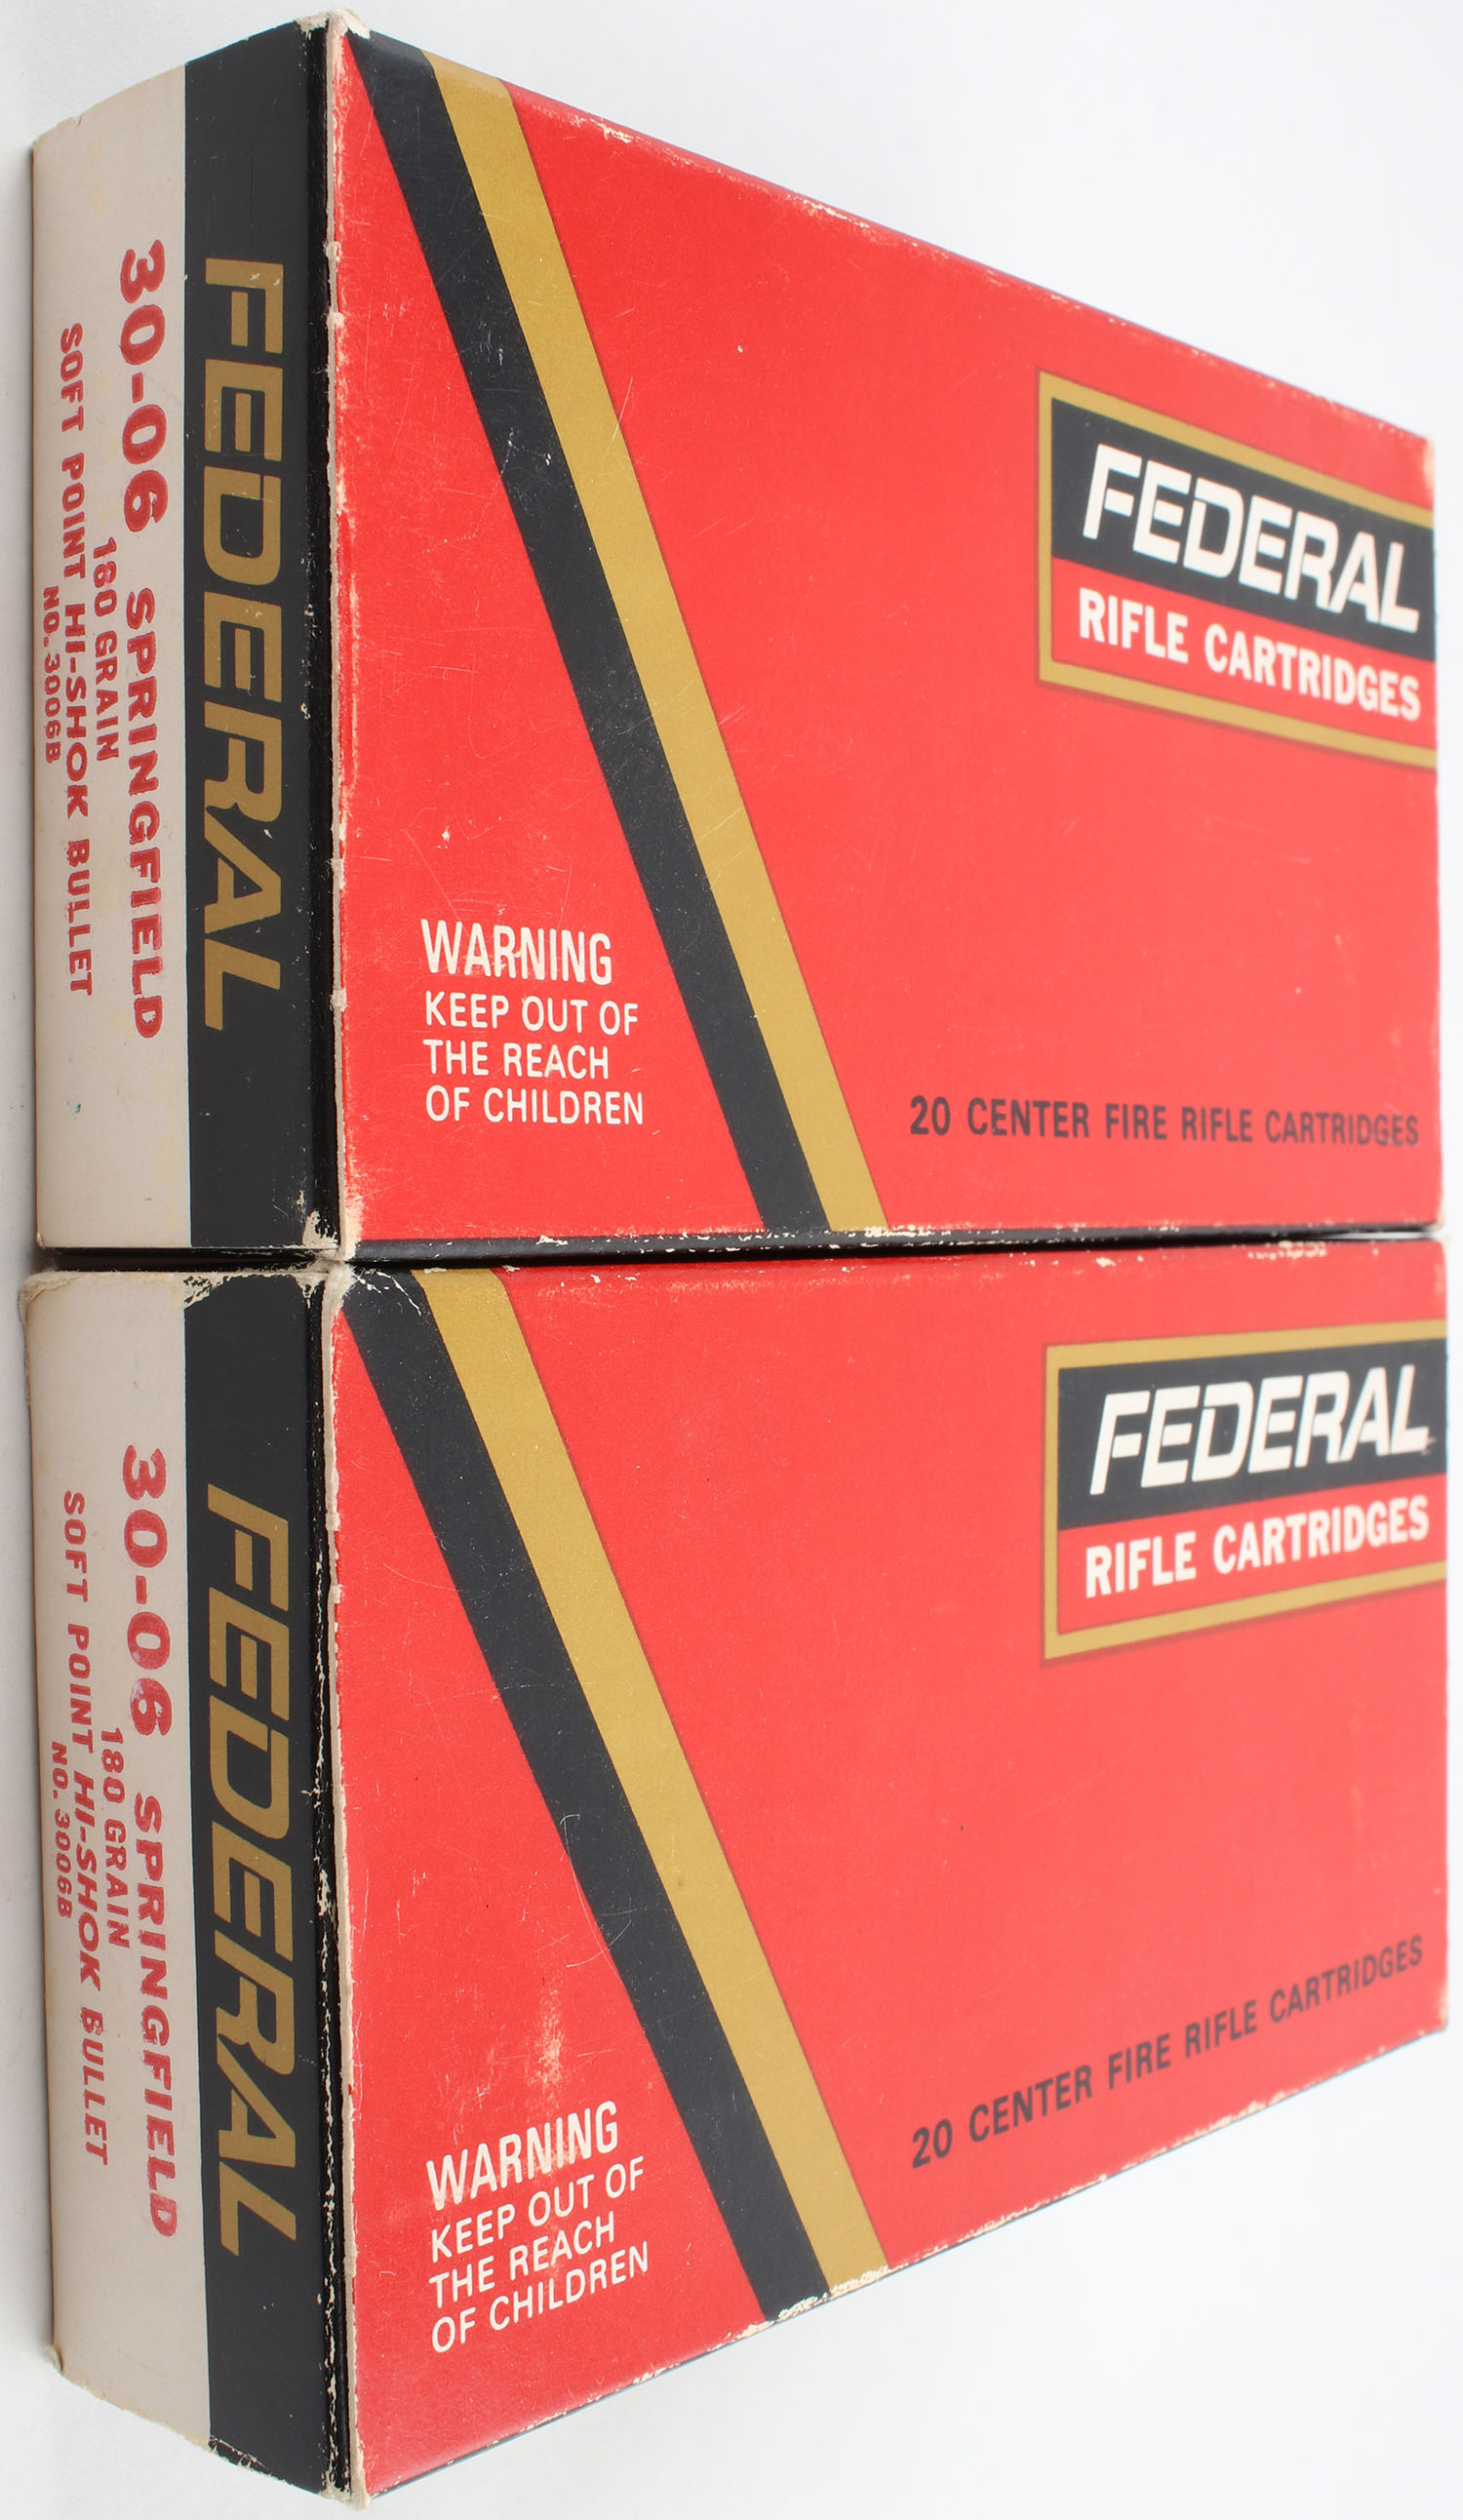 FEDERAL
30-06 SPRINGFIELD
180 GRAIN
SOFT POINT HI-SHOK BULLET
NO. 3006B
FEDERAL
RIFLE CARTRIDGES
WARNING
KEEP OUT OF
THE REACH
OF CHILDREN
20 CENTER FIRE RIFLE CARTRIDGES
FEDERAL
30-06 SPRINGFIELD
180 GRAIN
SOFT POINT HI-SHOK BULLET
NO. 3006B
FEDERAL
RIFLE CARTRIDGES
WARNING
KEEP OUT OF
THE REACH
OF CHILDREN
20 CENTER FIRE RIFLE CARTRIDGES